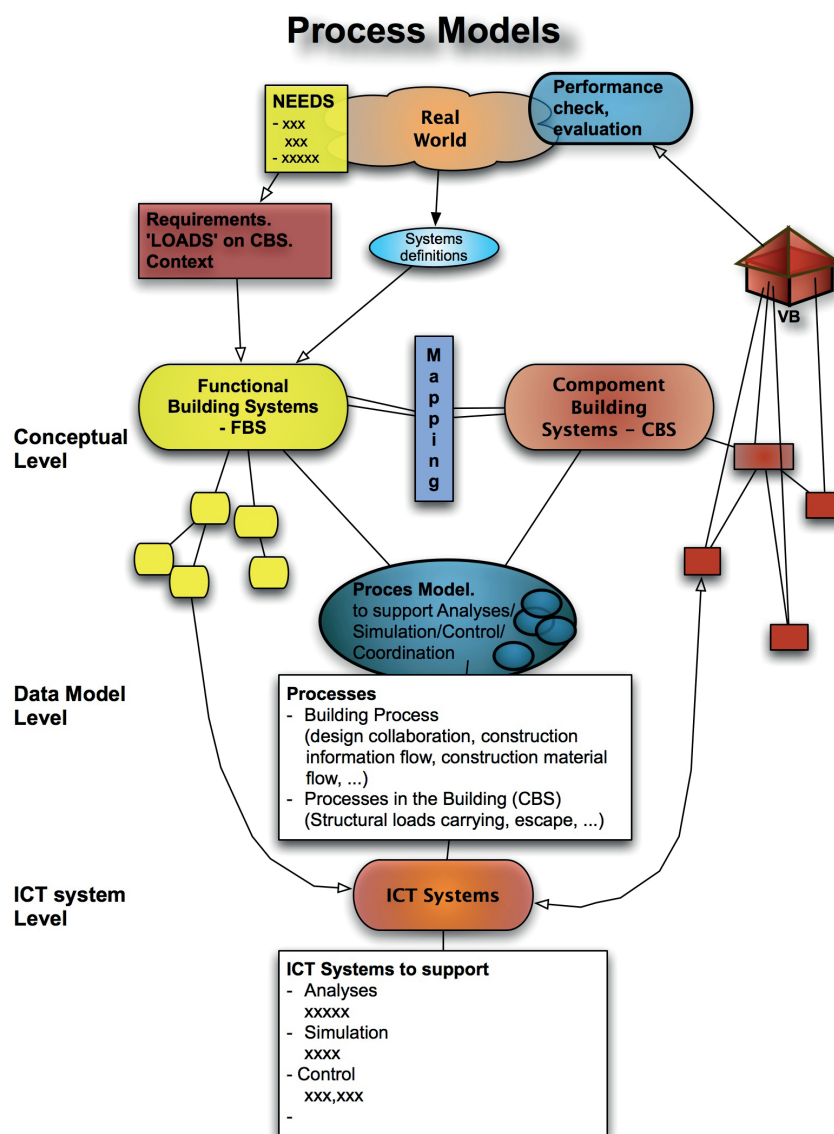 Process Models
NEEDS
- xxx
xxx
- xxxxx
Real
World
Performance
check,
evaluation
Requirements.
'LOADS' on CBS.
Context
Systems
definitions
VB
Functional
Building Systems
- FBS
Mapping
Compoment
Building
Systems – CBS
Conceptual
Level
Proces Model.
to support Analyses/
Simulation/Control/
Coordination
Data Model
Level
Processes
- Building Process
(design collaboration, construction
information flow, construction material
flow, ...)
- Processes in the Building (CBS)
(Structural loads carrying, escape, ...)
ICT system
Level
ICT Systems
ICT Systems to support
- Analyses
xxxxx
- Simulation
xxxx
- Control
xxx,xxx
-